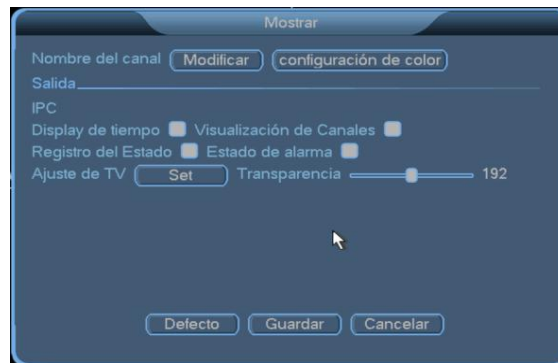 Mostrar
Nombre del canal Modificar configuración de color
Salida
IPC
Display de tiempo Visualización de Canales
Registro del Estado Estado de alarma
Ajuste de TV Set Transparencia 192
Defecto Guardar Cancelar